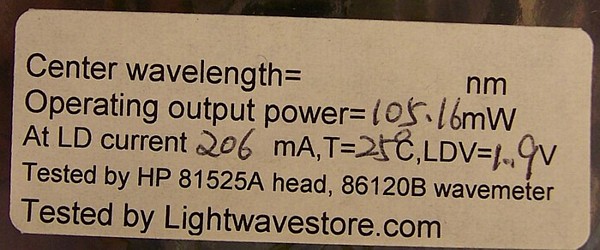 Center wavelength= nm
Operating output power=105.16mW
At LD current 206 mA,T=25℃,LDV=1.9V
Tested by HP 81525A head, 86120B wavemeter
Tested by Lightwavestore.com